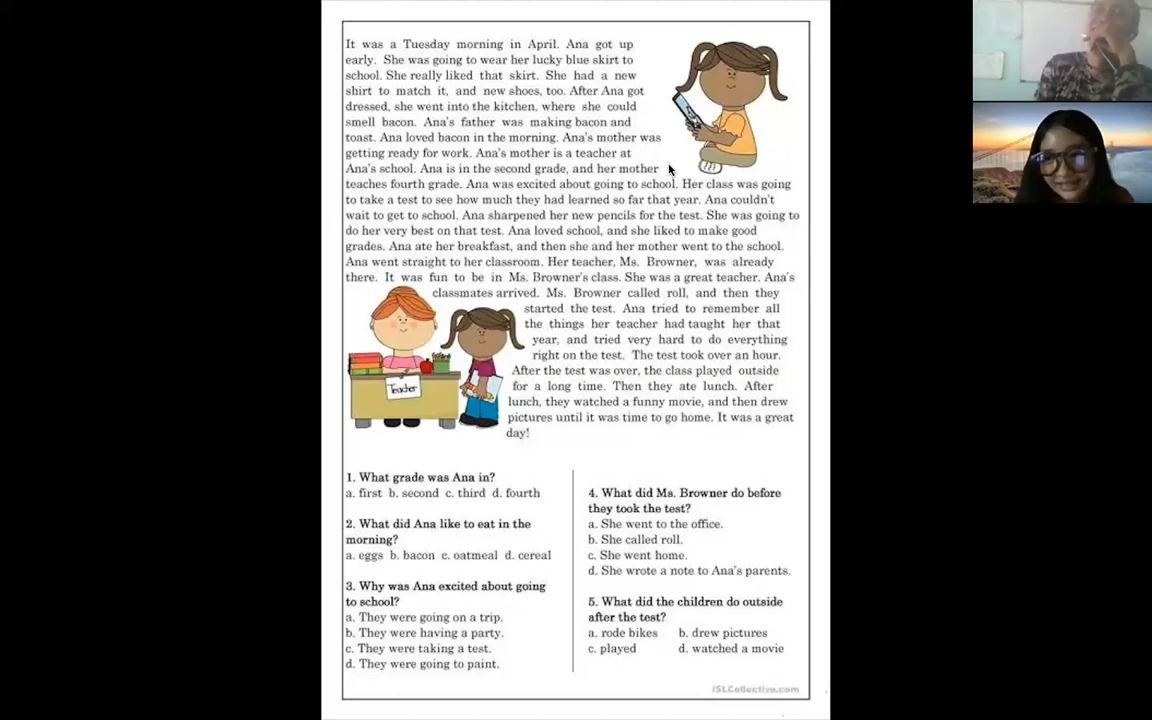 It was a Tuesday morning in April. Ana got up
early. She was going to wear her lucky blue skirt to
school. She really liked that skirt. She had a new
shirt to match it, and new shoes, too. After Ana got
dressed, she went into the kitchen, where she could
smell bacon. Ana's father was making bacon and
toast. Ana loved bacon in the morning. Ana's mother was
getting ready for work. Ana's mother is a teacher at
Ana's school. Ana is in the second grade, and her mother
teaches fourth grade. Ana was excited about going to school. Her class was going
to take a test to see how much they had learned so far that year. Ana couldn't
wait to get to school. Ana sharpened her new pencils for the test. She was going to
do her very best on that test. Ana loved school, and she liked to make good
grades. Ana ate her breakfast, and then she and her mother went to the school.
Ana went straight to her classroom. Her teacher, Ms. Browner, was already
there. It was fun to be in Ms. Browner's class. She was a great teacher. Ana's
classmates arrived. Ms. Browner called roll, and then they
started the test. Ana tried to remember all
the things her teacher had taught her that
year, and tried very hard to do everything
right on the test. The test took over an hour.
After the test was over, the class played outside
for a long time. Then they ate lunch. After
lunch, they watched a funny movie, and then drew
pictures until it was time to go home. It was a great
day!
Teacher
1. What grade was Ana in?
a. first b. second c. third d. fourth
2. What did Ana like to eat in the
morning?
a. eggs b. bacon c. oatmeal d. cereal
3. Why was Ana excited about going
to school?
a. They were going on a trip.
b. They were having a party.
c. They were taking a test.
d. They were going to paint.
4. What did Ms. Browner do before
they took the test?
a. She went to the office.
b. She called roll.
c. She went home.
d. She wrote a note to Ana's parents.
5. What did the children do outside
after the test?
a. rode bikes b. drew pictures
c. played d. watched a movie
iSLCollective.com